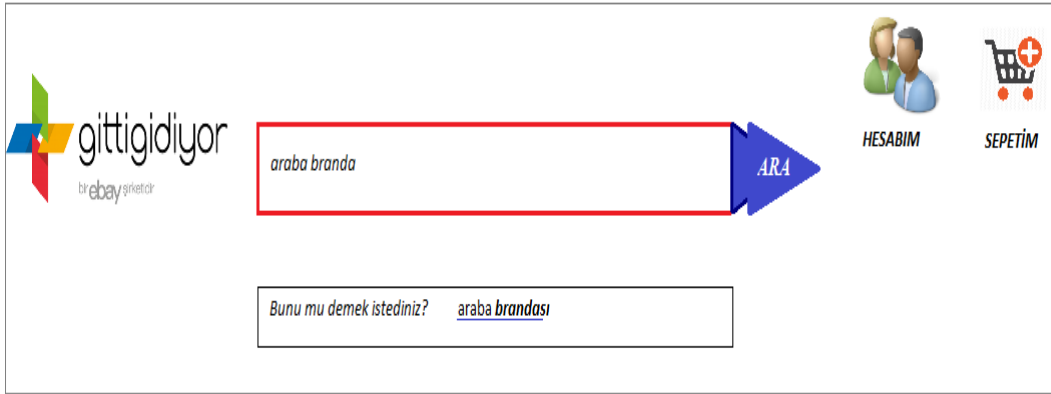 gittigidiyor
bir ebay şirketidir
araba branda
ARA
HESABIM
SEPETİM
Bunu mu demek istediniz? araba brandası